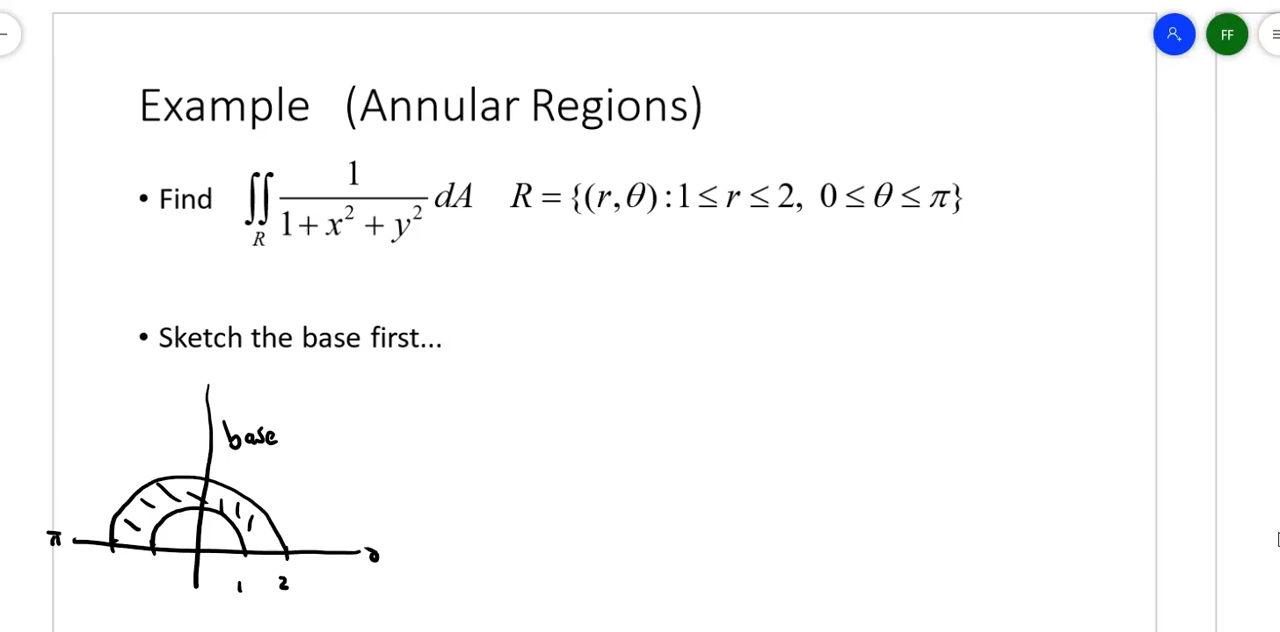 FF
Example (Annular Regions)
• Find ∬_R 1/(1+x²+y²) dA R = {(r,θ):1≤r≤2, 0≤θ≤π}
• Sketch the base first...
base
π 0
1 2